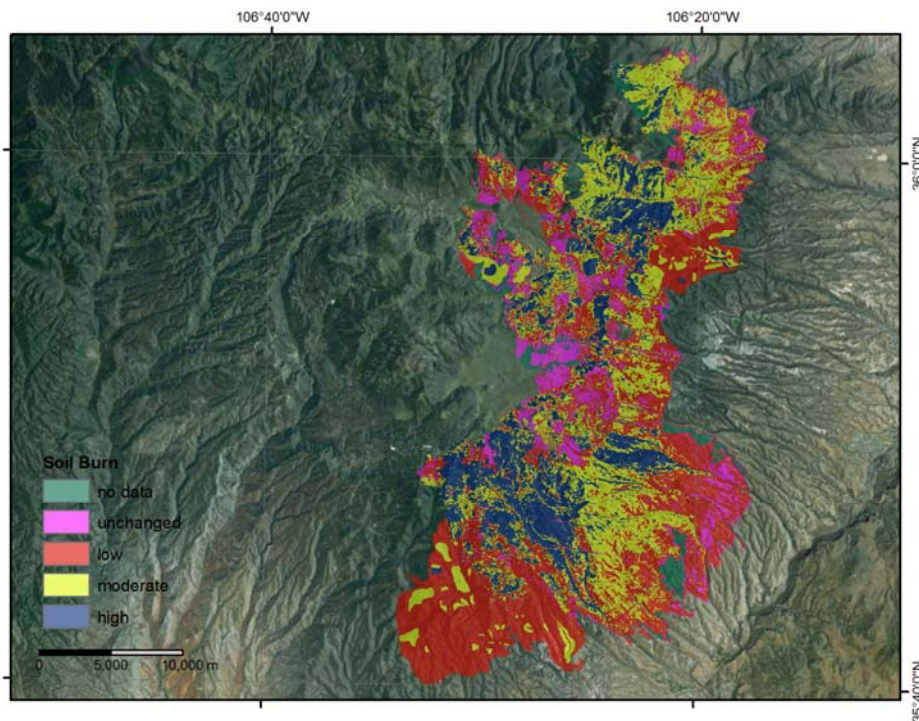 106°40'0"W
106°20'0"W
36°0'0"N
Soil Burn
no data
unchanged
low
moderate
high
0 5,000 10,000 m
35°40'0"N